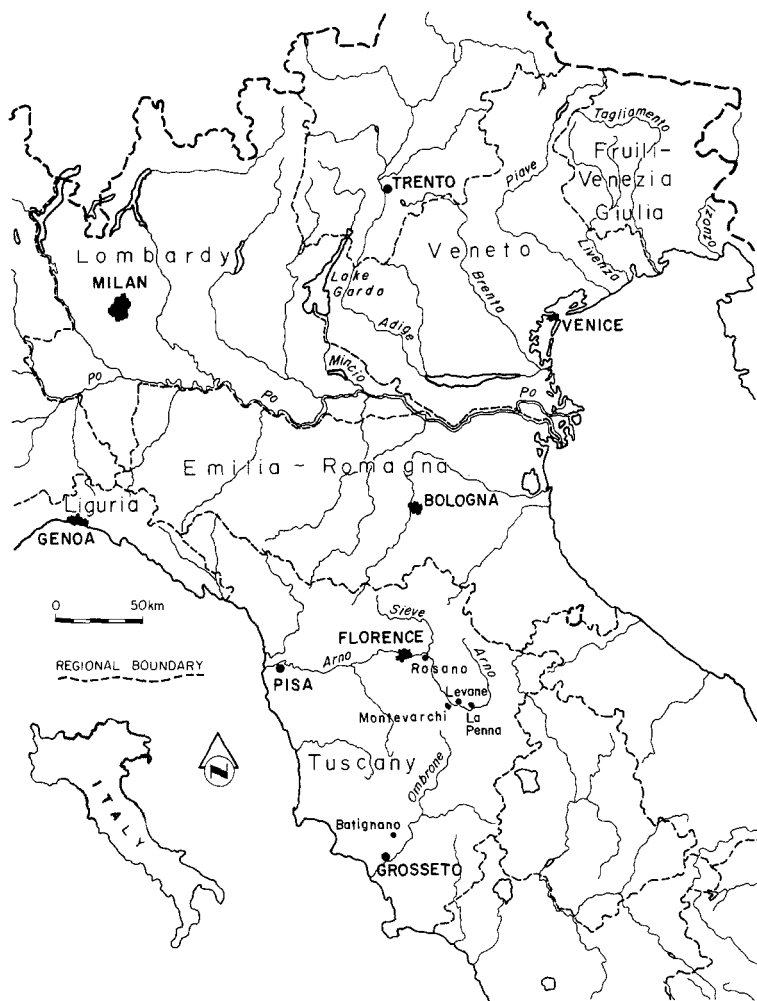 Tagliamento
Fruili-
Venezia
Giulia
Piave
TRENTO
Izonzo
Lombardy
Veneto
Livenza
MILAN
Lake
Garda
Brenta
Adige
VENICE
Mincio
Po
Po
Po
Emilia - Romagna
BOLOGNA
Liguria
GENOA
0 50km
Sieve
FLORENCE
REGIONAL BOUNDARY
Arno
Rosano
Arno
PISA
Levane
Montevarchi
La
Penna
Tuscany
Ombrone
N
ITALY
Batignano
GROSSETO